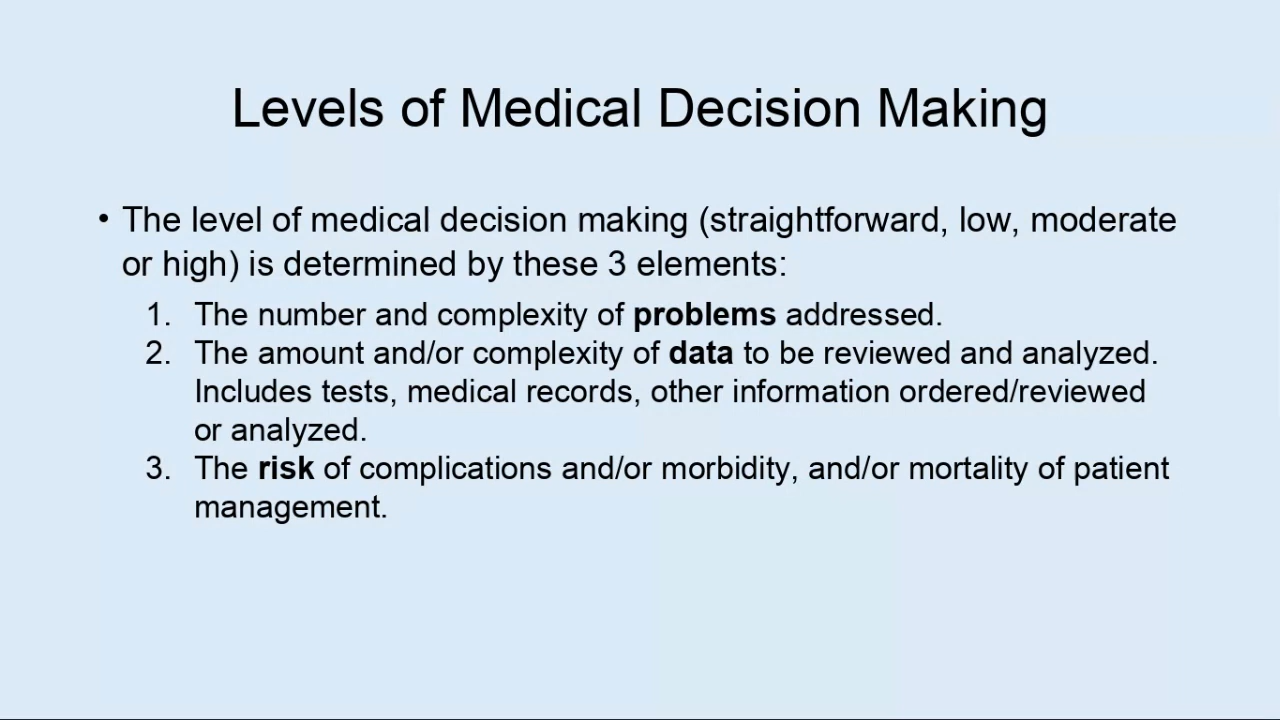 Levels of Medical Decision Making
• The level of medical decision making (straightforward, low, moderate
or high) is determined by these 3 elements:
1. The number and complexity of problems addressed.
2. The amount and/or complexity of data to be reviewed and analyzed.
Includes tests, medical records, other information ordered/reviewed
or analyzed.
3. The risk of complications and/or morbidity, and/or mortality of patient
management.